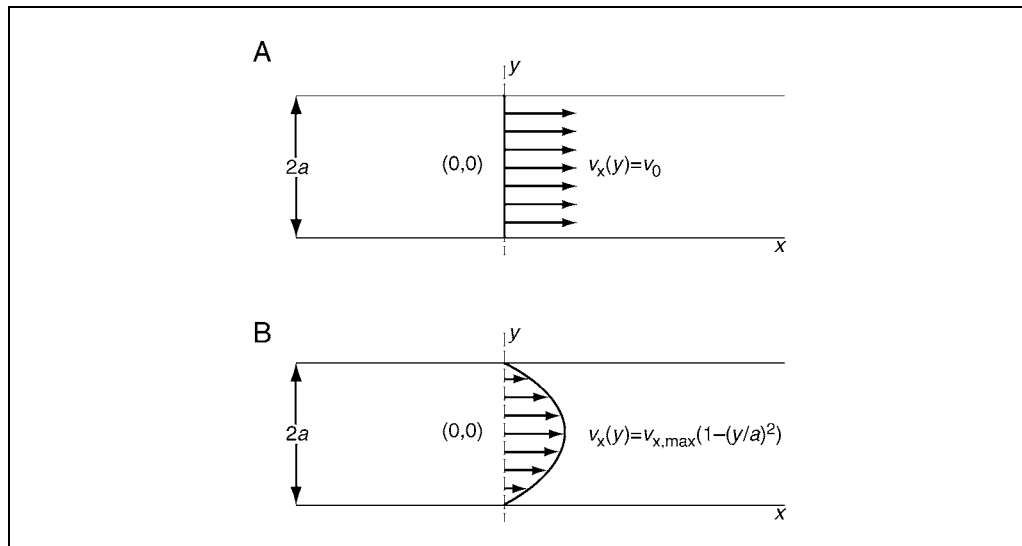 A
y
2a
(0,0)
vx(y)=v0
x
B
y
2a
(0,0)
vx(y)=vx,max(1–(y/a)2)
x